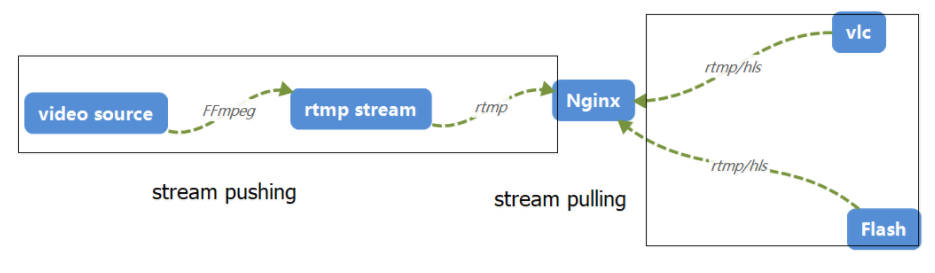 vlc
rtmp/hls
video source
FFmpeg
rtmp stream
rtmp
Nginx
rtmp/hls
stream pushing
stream pulling
Flash